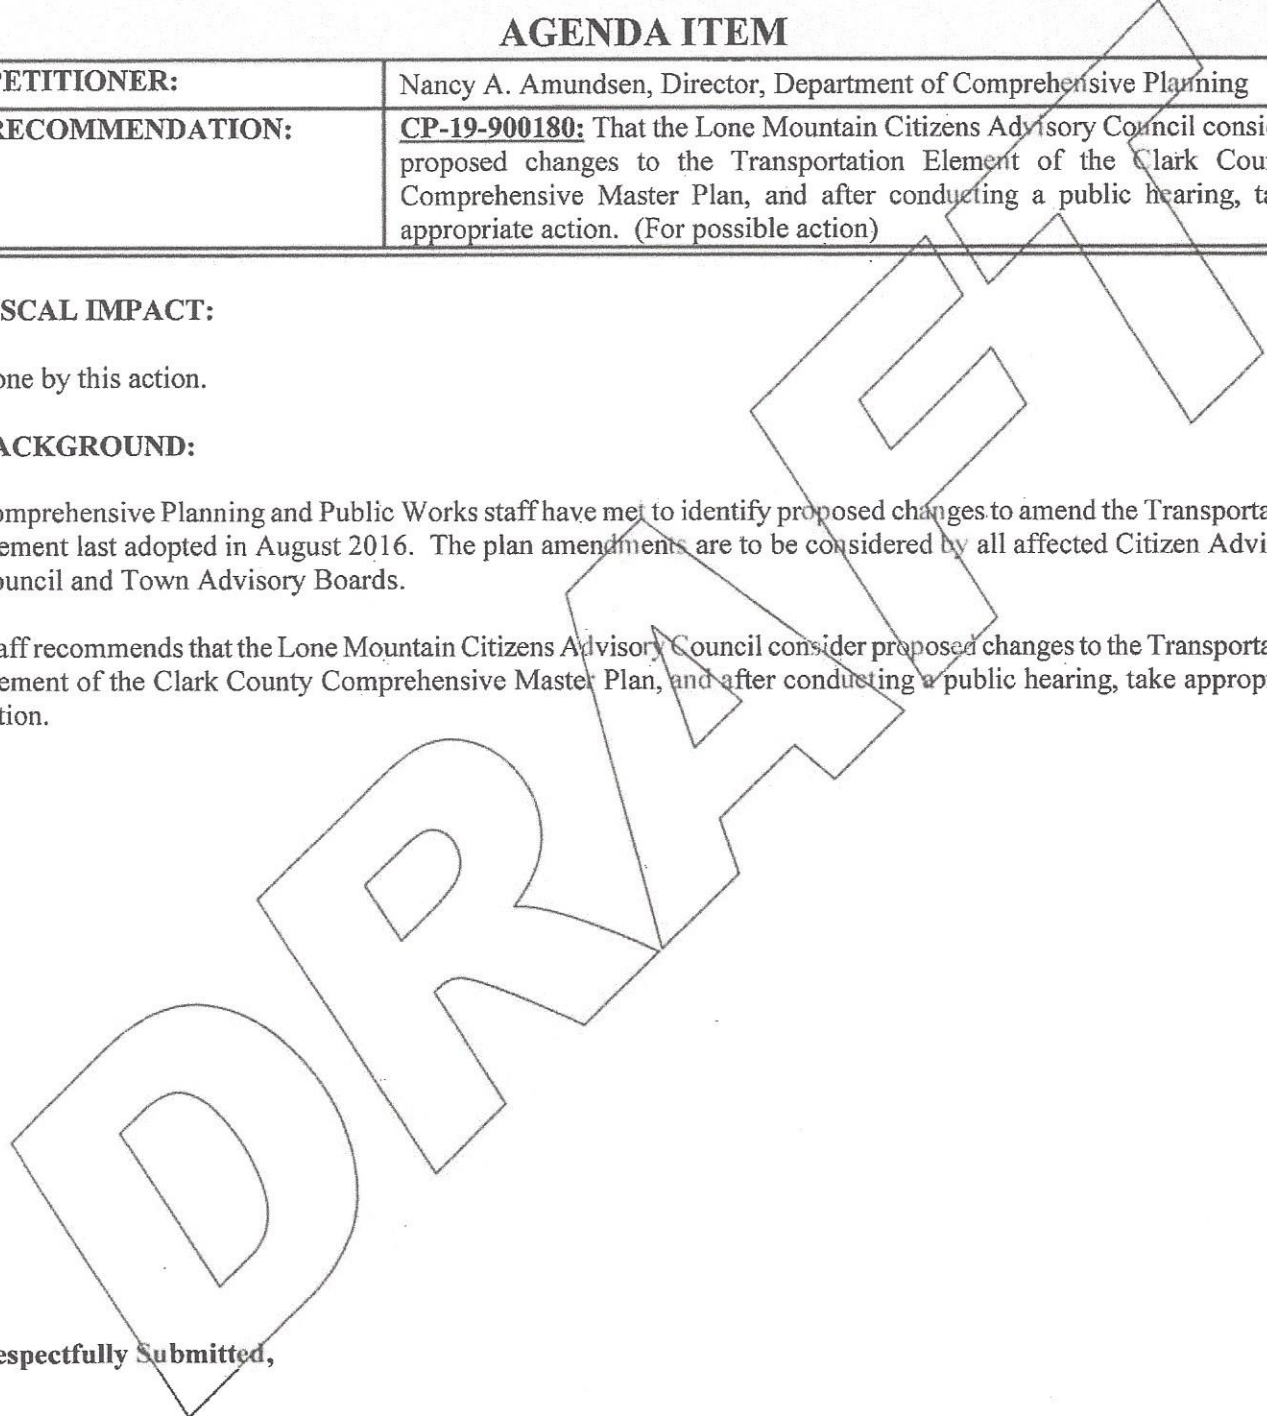 AGENDA ITEM
PETITIONER: Nancy A. Amundsen, Director, Department of Comprehensive Planning
RECOMMENDATION: CP-19-900180: That the Lone Mountain Citizens Advisory Council consi
proposed changes to the Transportation Element of the Clark Cou
Comprehensive Master Plan, and after conducting a public hearing, ta
appropriate action. (For possible action)
ISCAL IMPACT:
one by this action.
ACKGROUND:
omprehensive Planning and Public Works staff have met to identify proposed changes to amend the Transporta
ement last adopted in August 2016. The plan amendments are to be considered by all affected Citizen Advi
ouncil and Town Advisory Boards.
aff recommends that the Lone Mountain Citizens Advisory Council consider proposed changes to the Transporta
ement of the Clark County Comprehensive Master Plan, and after conducting a public hearing, take approp
tion.
DRAFT
espectfully Submitted,